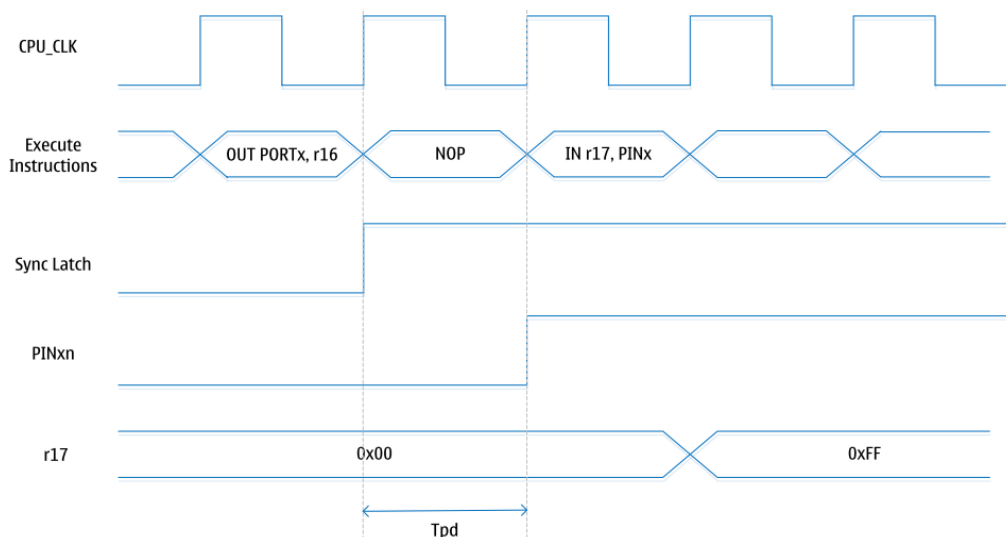 CPU_CLK
Execute
Instructions
OUT PORTx, r16
NOP
IN r17, PINx
Sync Latch
PINxn
r17
0x00
0xFF
Tpd